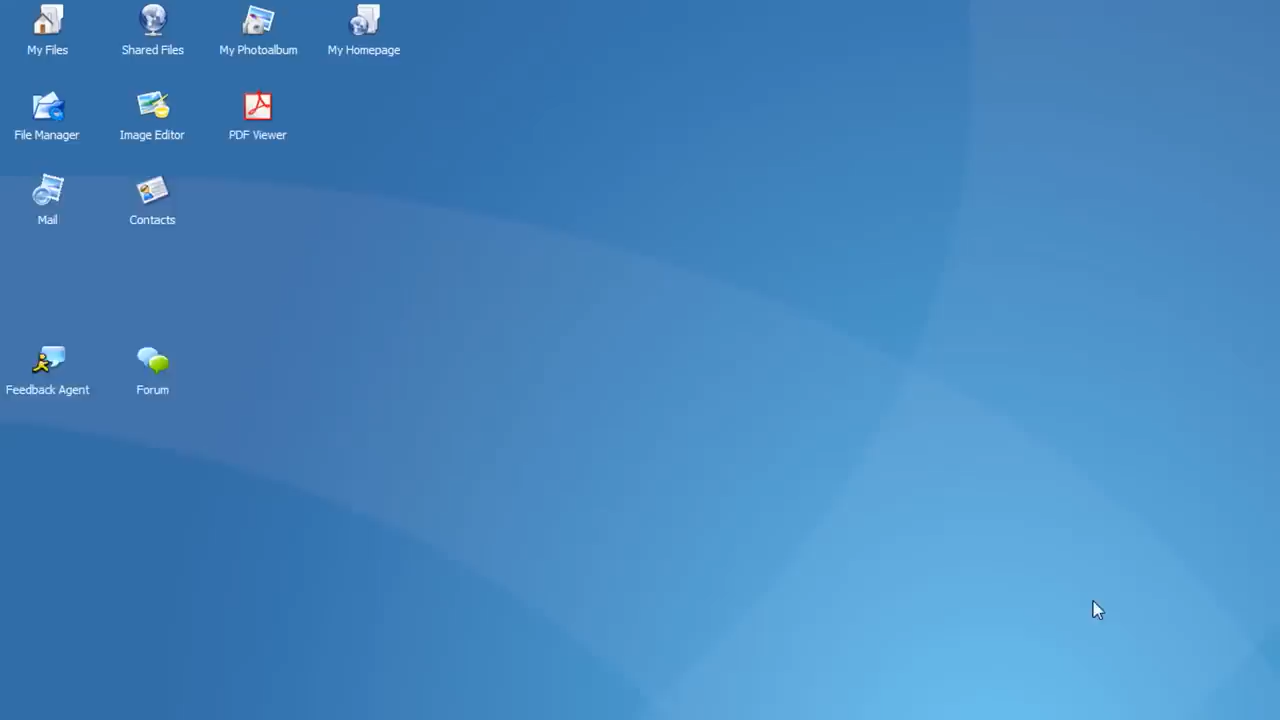 My Files
Shared Files
My Photoalbum
My Homepage
File Manager
Image Editor
PDF Viewer
Mail
Contacts
Feedback Agent
Forum